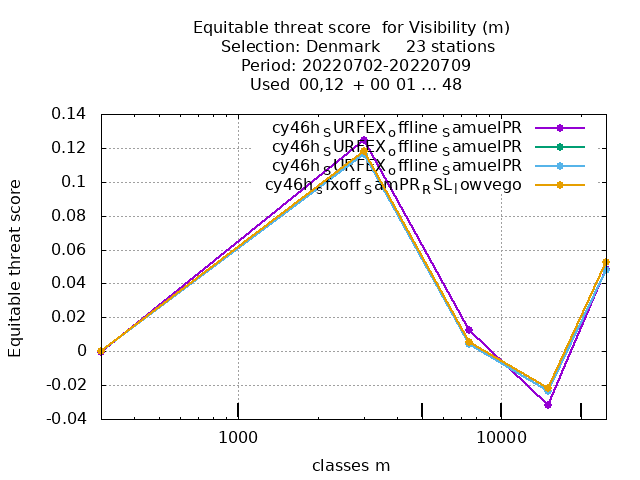 Equitable threat score  for Visibility (m)
Selection: Denmark     23 stations
Period: 20220702-20220709
Used  00,12  + 00 01 ... 48
0.14
0.12
0.1
0.08
0.06
0.04
0.02
0
-0.02
-0.04
Equitable threat score
cy46h_SURFEX_offline_SamuelPR
cy46h_SURFEX_offline_SamuelPR
cy46h_SURFEX_offline_SamuelPR
cy46h_sfxoff_SamPR_RSL_lowvego
1000
10000
classes m